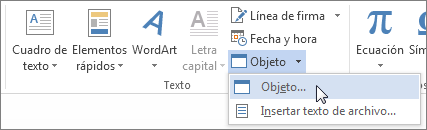 Cuadro de texto
Elementos rápidos
WordArt
Letra capital
Línea de firma
Fecha y hora
Objeto
Ecuación
Sím
Texto
Objeto...
Insertar texto de archivo...